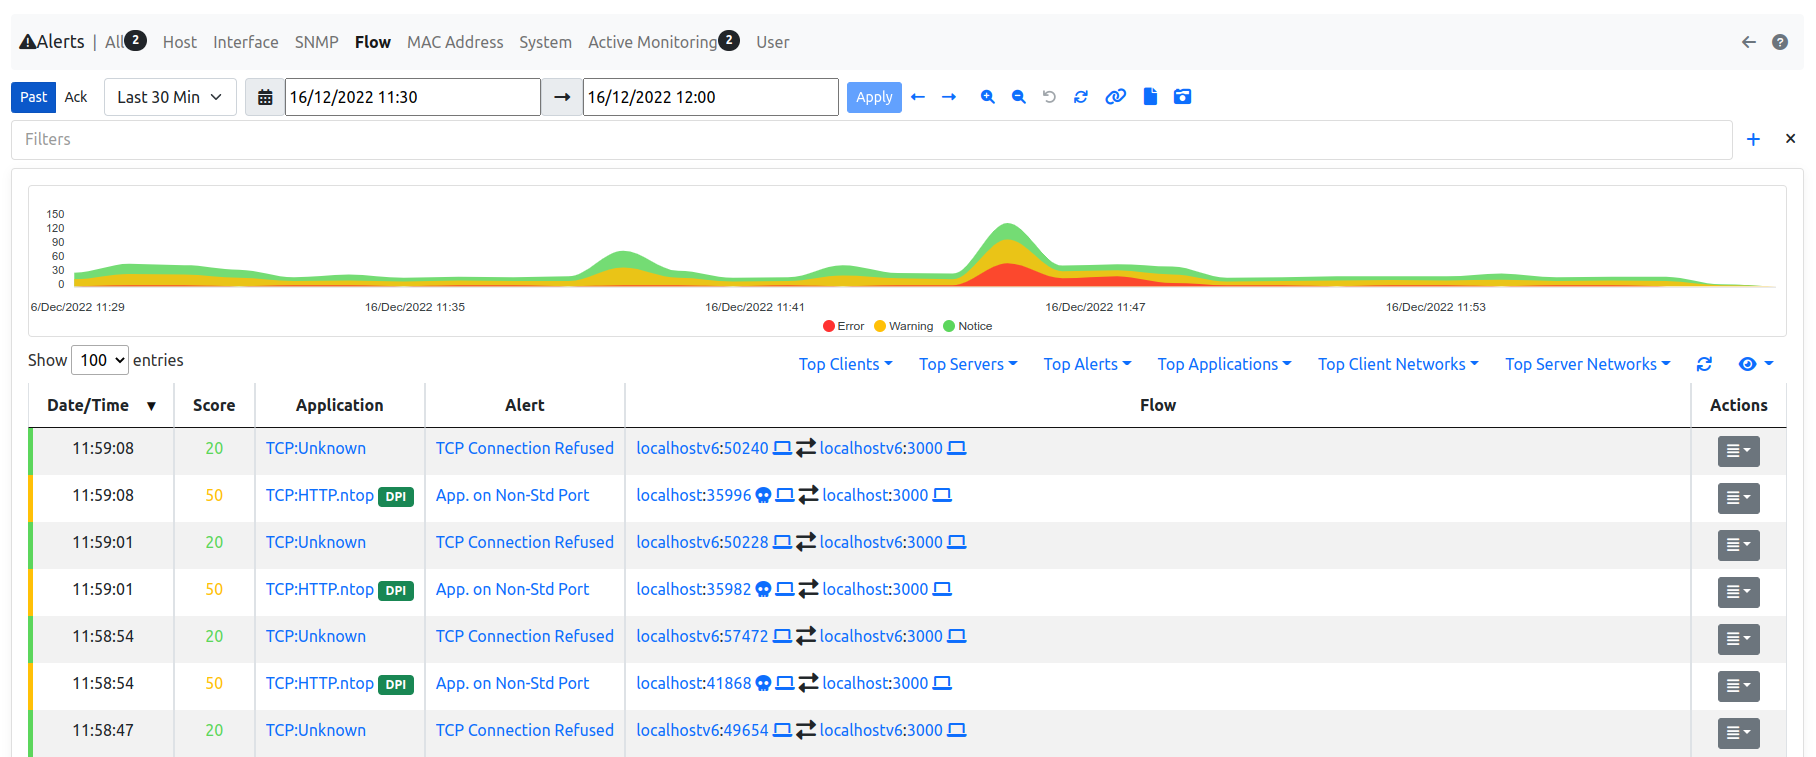 Alerts | All 2 Host Interface SNMP Flow MAC Address System Active Monitoring 2 User
Past Ack Last 30 Min 16/12/2022 11:30 16/12/2022 12:00 Apply
Filters
150
120
90
60
30
0
6/Dec/2022 11:29 16/Dec/2022 11:35 16/Dec/2022 11:41 16/Dec/2022 11:47 16/Dec/2022 11:53
Error Warning Notice
Show 100 entries Top Clients Top Servers Top Alerts Top Applications Top Client Networks Top Server Networks
Date/Time Score Application Alert Flow Actions
11:59:08 20 TCP:Unknown TCP Connection Refused localhostv6:50240 localhostv6:3000
11:59:08 50 TCP:HTTP.ntop DPI App. on Non-Std Port localhost:35996 localhost:3000
11:59:01 20 TCP:Unknown TCP Connection Refused localhostv6:50228 localhostv6:3000
11:59:01 50 TCP:HTTP.ntop DPI App. on Non-Std Port localhost:35982 localhost:3000
11:58:54 20 TCP:Unknown TCP Connection Refused localhostv6:57472 localhostv6:3000
11:58:54 50 TCP:HTTP.ntop DPI App. on Non-Std Port localhost:41868 localhost:3000
11:58:47 20 TCP:Unknown TCP Connection Refused localhostv6:49654 localhostv6:3000